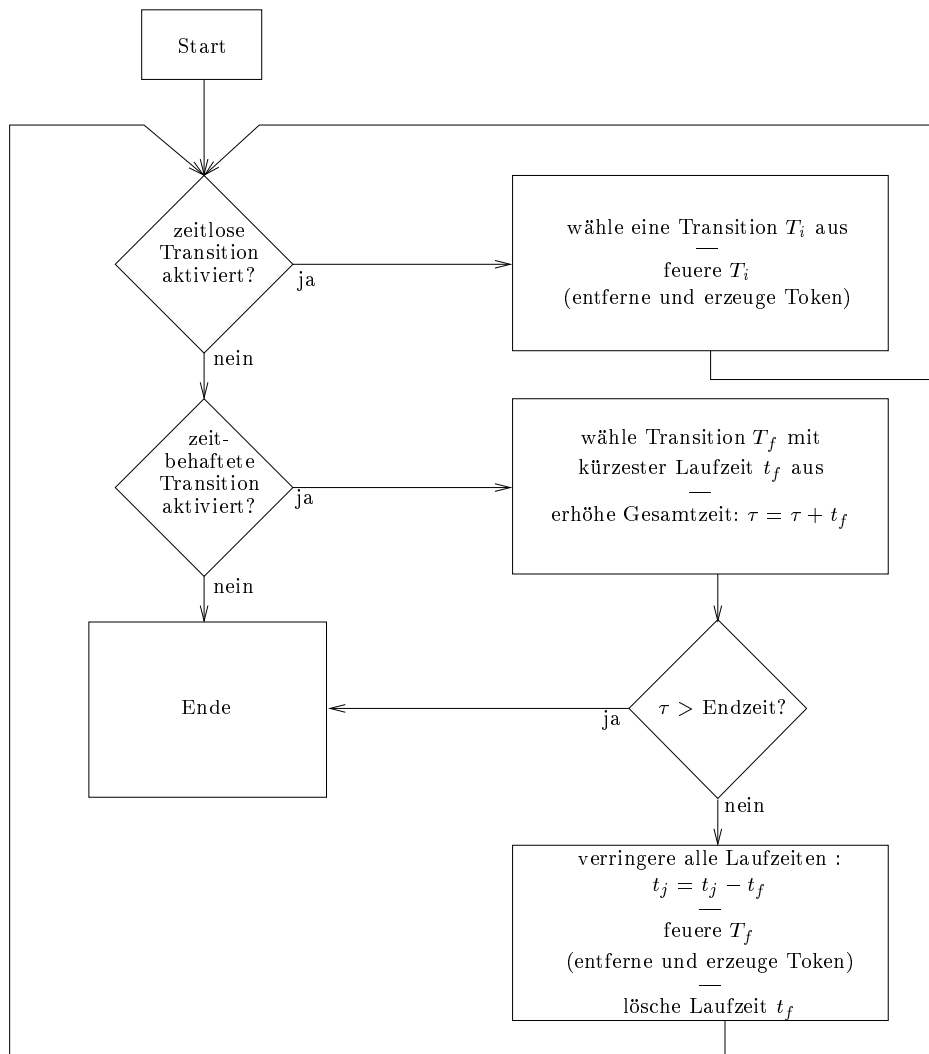 Start
zeitlose
Transition
aktiviert?
ja
wähle eine Transition T_i aus
feuere T_i
(entferne und erzeuge Token)
nein
zeit-
behaftete
Transition
aktiviert?
ja
wähle Transition T_f mit
kürzester Laufzeit t_f aus
erhöhe Gesamtzeit: τ = τ + t_f
nein
Ende
ja
τ > Endzeit?
nein
verringere alle Laufzeiten :
t_j = t_j − t_f
feuere T_f
(entferne und erzeuge Token)
lösche Laufzeit t_f